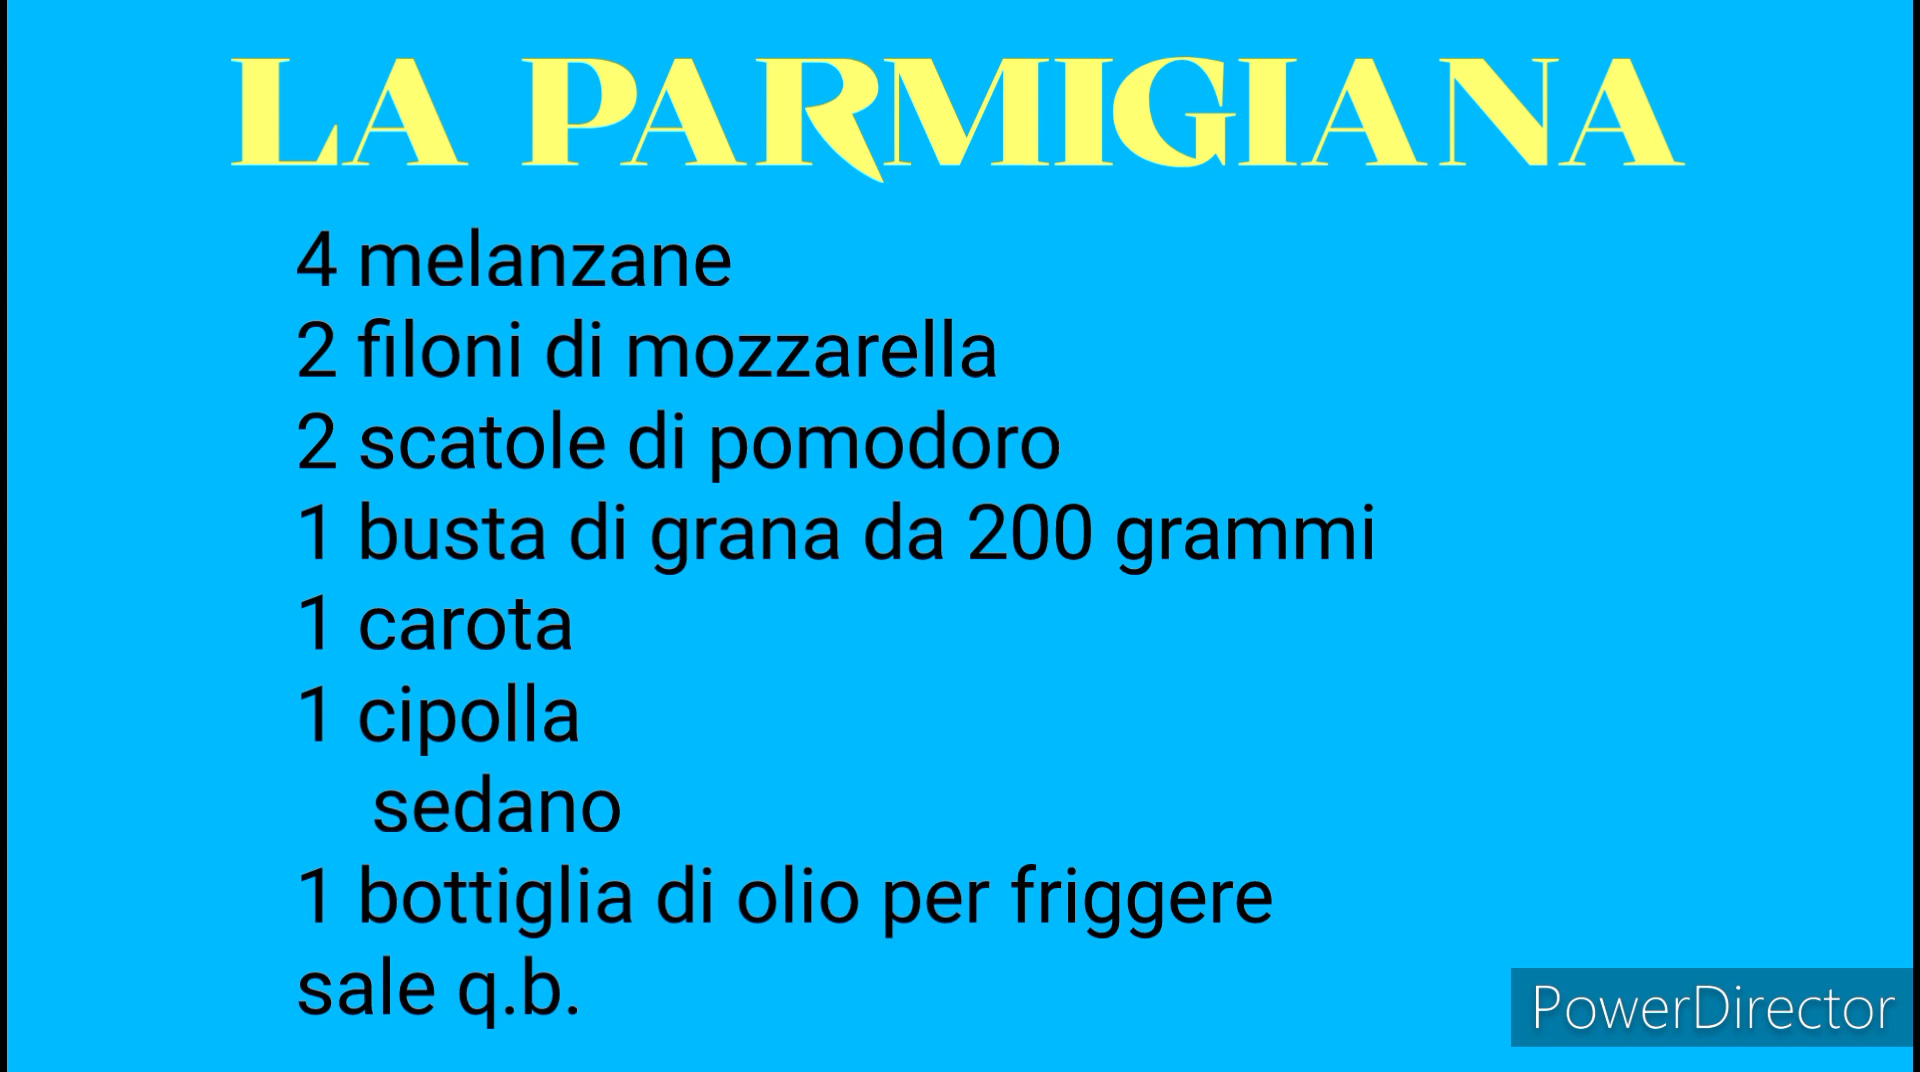 LA PARMIGIANA
4 melanzane
2 filoni di mozzarella
2 scatole di pomodoro
1 busta di grana da 200 grammi
1 carota
1 cipolla
sedano
1 bottiglia di olio per friggere
sale q.b.
PowerDirector